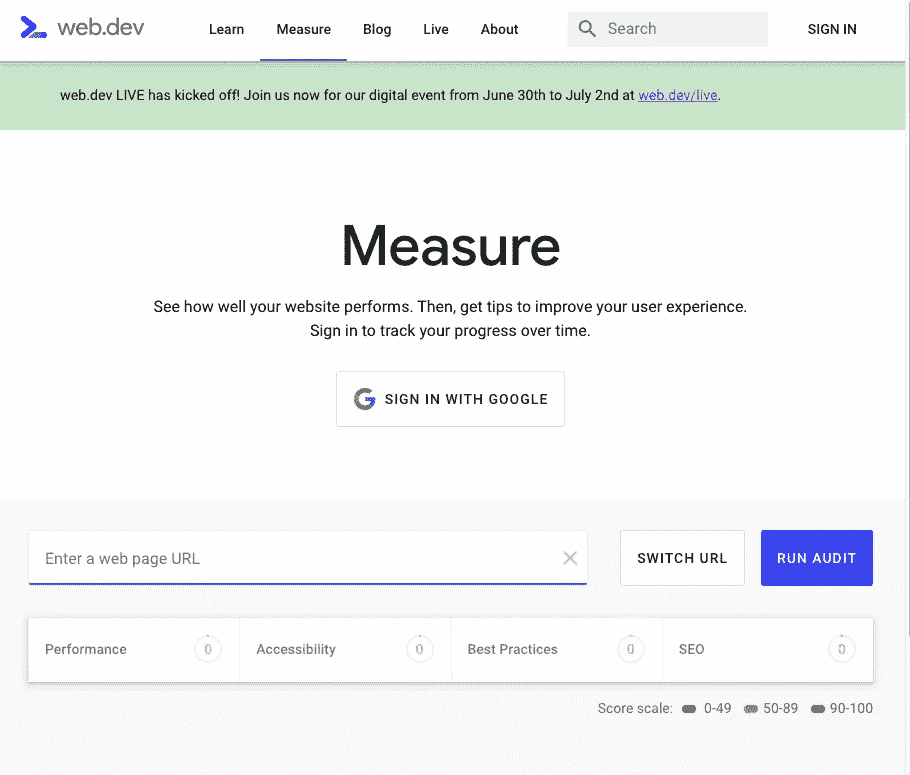 web.dev Learn Measure Blog Live About Search SIGN IN
web.dev LIVE has kicked off! Join us now for our digital event from June 30th to July 2nd at web.dev/live.
Measure
See how well your website performs. Then, get tips to improve your user experience.
Sign in to track your progress over time.
SIGN IN WITH GOOGLE
Enter a web page URL SWITCH URL RUN AUDIT
Performance 0 Accessibility 0 Best Practices 0 SEO 0
Score scale: 0-49 50-89 90-100